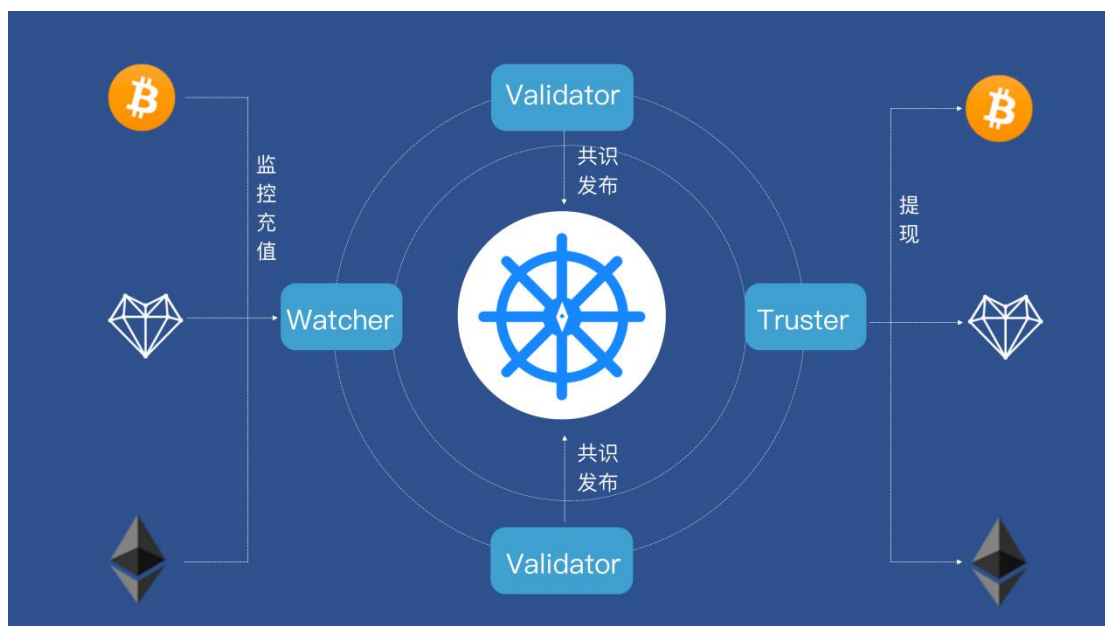 Validator
共识
发布
监控充值
提现
Watcher
Truster
共识
发布
Validator